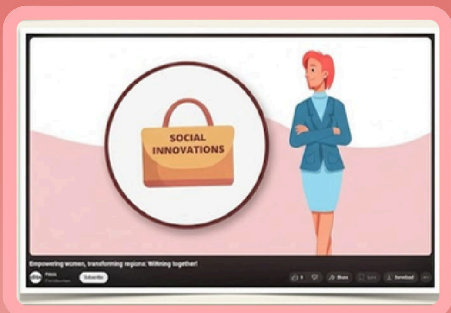 SOCIAL
INNOVATIONS
Empowering women, transforming regions: WINning together!
Subscribe
Share
Download